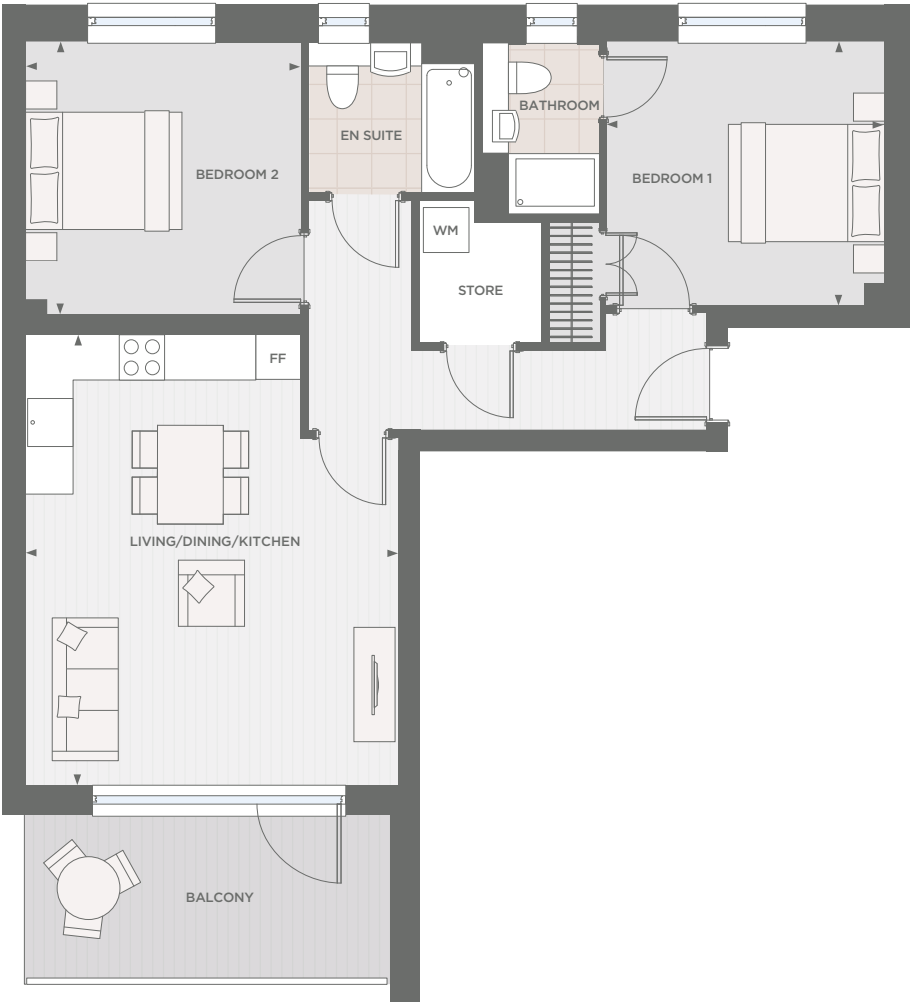 BATHROOM
EN SUITE
BEDROOM 2
BEDROOM 1
WM
STORE
FF
LIVING/DINING/KITCHEN
BALCONY